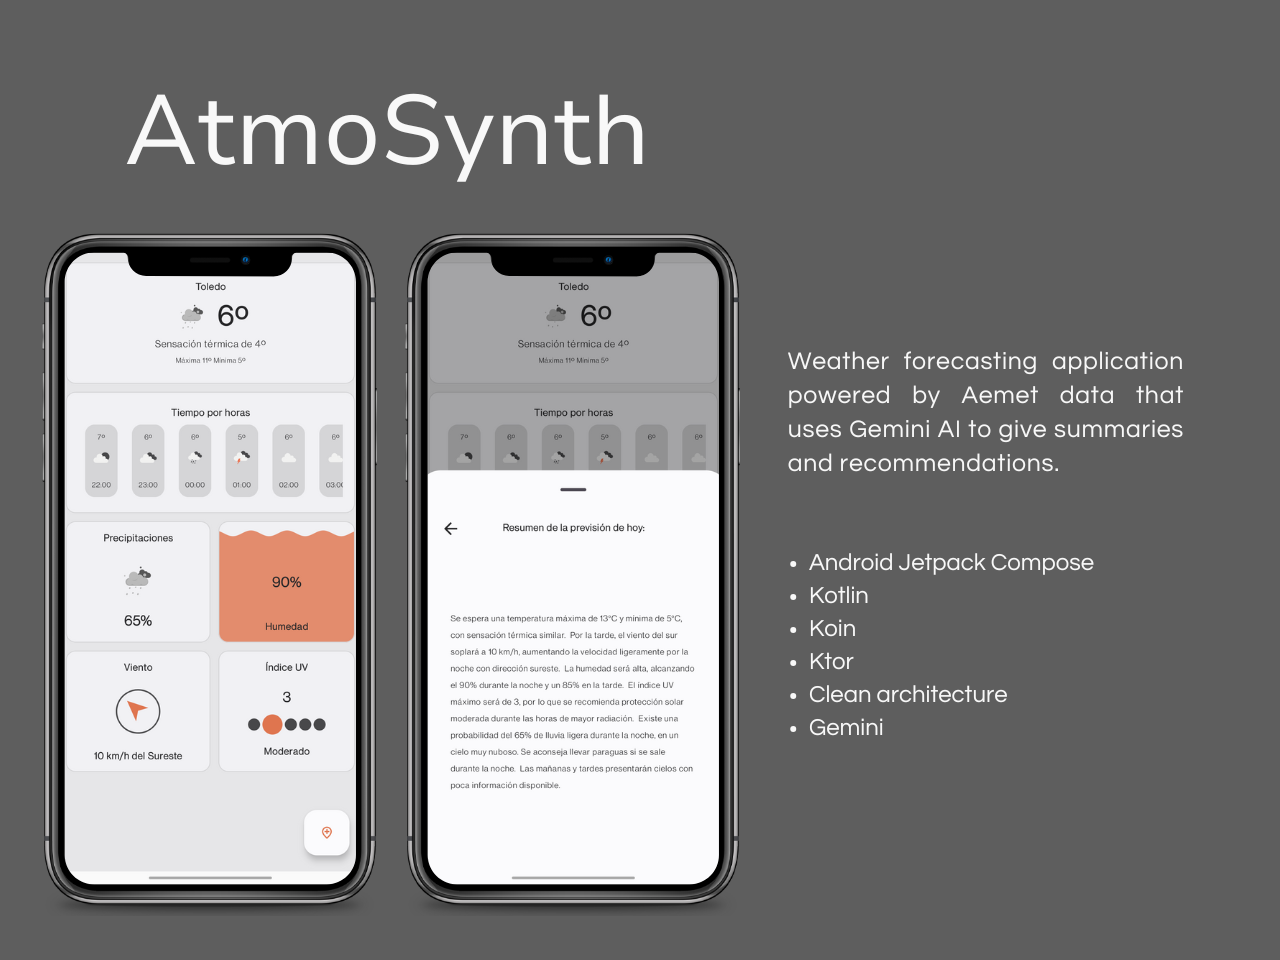 AtmoSynth
Toledo
6º
Sensación térmica de 4º
Máxima 11º Minima 5º
Tiempo por horas
7º 6º 6º 5º 6º 6º
22:00 23:00 00:00 01:00 02:00 03:0
Precipitaciones
65%
90%
Humedad
Viento
10 km/h del Sureste
Índice UV
3
Moderado
Toledo
6º
Sensación térmica de 4º
Máxima 11º Minima 5º
Tiempo por horas
7º 6º 6º 5º 6º 6º
Resumen de la previsión de hoy:
Se espera una temperatura máxima de 13°C y mínima de 5°C,
con sensación térmica similar. Por la tarde, el viento del sur
soplará a 10 km/h, aumentando la velocidad ligeramente por la
noche con dirección sureste. La humedad será alta, alcanzando
el 90% durante la noche y un 85% en la tarde. El índice UV
máximo será de 3, por lo que se recomienda protección solar
moderada durante las horas de mayor radiación. Existe una
probabilidad del 65% de lluvia ligera durante la noche, en un
cielo muy nuboso. Se aconseja llevar paraguas si se sale
durante la noche. Las mañanas y tardes presentarán cielos con
poca información disponible.
Weather forecasting application
powered by Aemet data that
uses Gemini AI to give summaries
and recommendations.
• Android Jetpack Compose
• Kotlin
• Koin
• Ktor
• Clean architecture
• Gemini